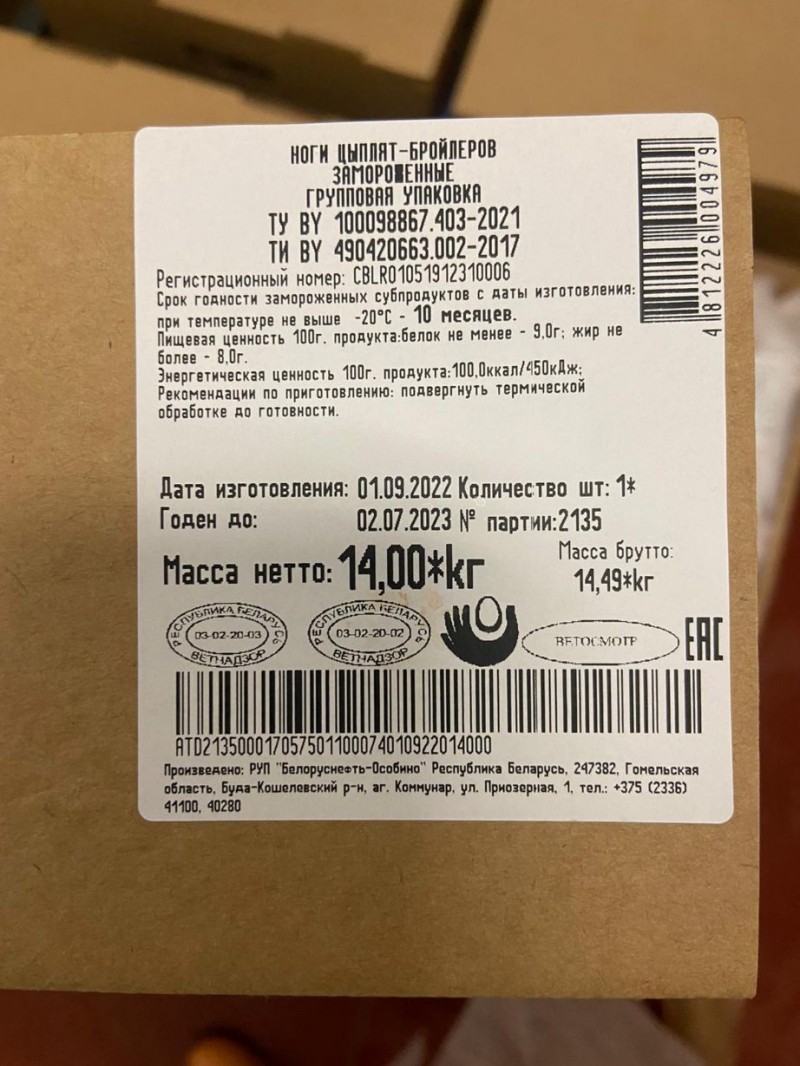 НОГИ ЦЫПЛЯТ-БРОЙЛЕРОВ
ЗАМОРОЖЕННЫЕ
ГРУППОВАЯ УПАКОВКА
ТУ BY 100098867.403-2021
ТИ BY 490420663.002-2017
Регистрационный номер: CBLR01051912310006
Срок годности замороженных субпродуктов с даты изготовления:
при температуре не выше -20°С - 10 месяцев.
Пищевая ценность 100г. продукта:белок не менее - 9,0г; жир не
более - 8,0г.
Энергетическая ценность 100г. продукта:100,0ккал/450кДж;
Рекомендации по приготовлению: подвергнуть термической
обработке до готовности.
4812226004979
Дата изготовления: 01.09.2022 Количество шт: 1*
Годен до: 02.07.2023 № партии:2135
Масса нетто: 14,00*кг
Масса брутто:
14,49*кг
РЕСПУБЛИКА БЕЛАРУСЬ
03-02-20-03
ВЕТНАДЗОР
РЕСПУБЛИКА БЕЛАРУСЬ
03-02-20-02
ВЕТНАДЗОР
ВЕТОСМОТР
EAC
ATD213500017057501100074010922014000
Произведено: РУП "Белоруснефть-Особино" Республика Беларусь, 247382, Гомельская
область, Буда-Кошелевский р-н, аг. Коммунар, ул. Приозерная, 1, тел.: +375 (2336)
41100, 40280